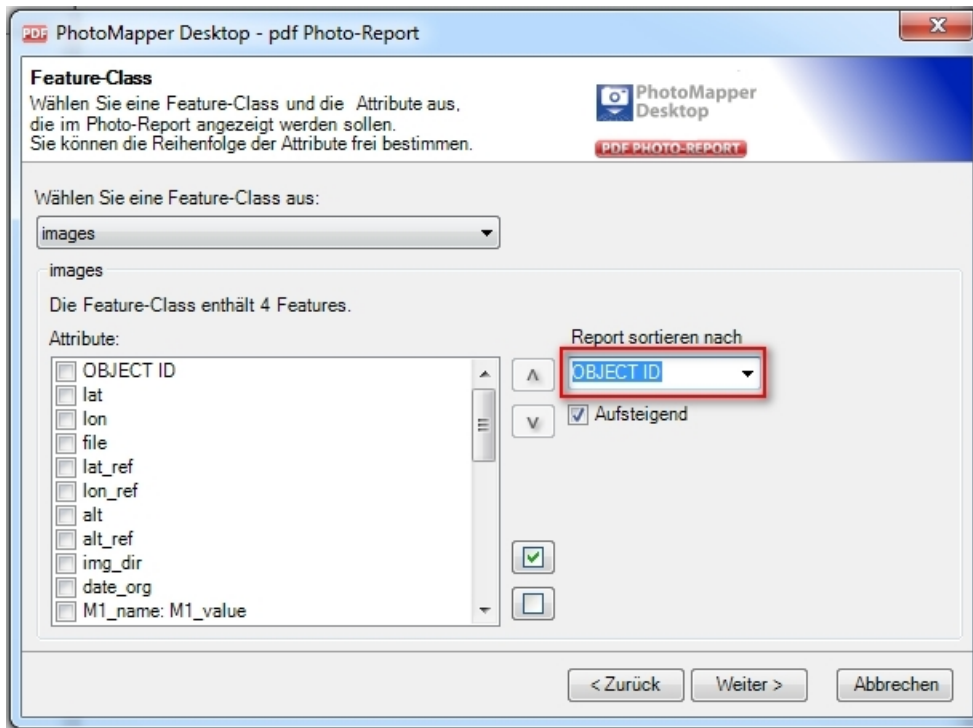 PDF PhotoMapper Desktop - pdf Photo-Report
X
Feature-Class
Wählen Sie eine Feature-Class und die Attribute aus,
die im Photo-Report angezeigt werden sollen.
Sie können die Reihenfolge der Attribute frei bestimmen.
PhotoMapper
Desktop
PDF PHOTO-REPORT
Wählen Sie eine Feature-Class aus:
images
images
Die Feature-Class enthält 4 Features.
Attribute:
OBJECT ID
lat
lon
file
lat_ref
lon_ref
alt
alt_ref
img_dir
date_org
M1_name: M1_value
Report sortieren nach
OBJECT ID
Aufsteigend
< Zurück
Weiter >
Abbrechen